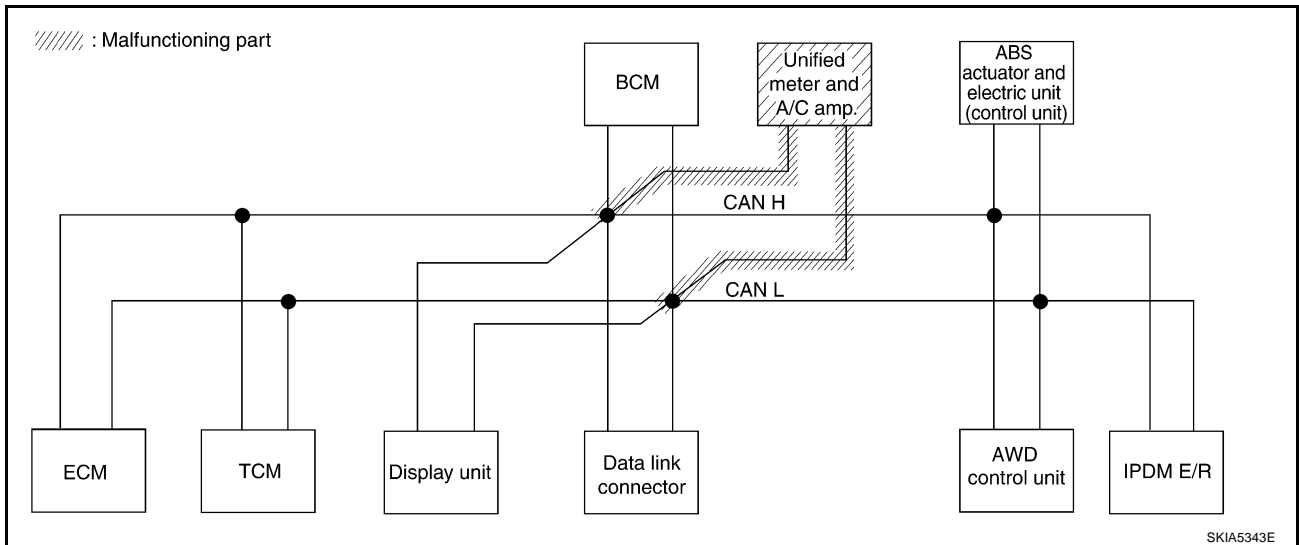 : Malfunctioning part
BCM
Unified
meter and
A/C amp.
ABS
actuator and
electric unit
(control unit)
CAN H
CAN L
ECM
TCM
Display unit
Data link
connector
AWD
control unit
IPDM E/R
SKIA5343E